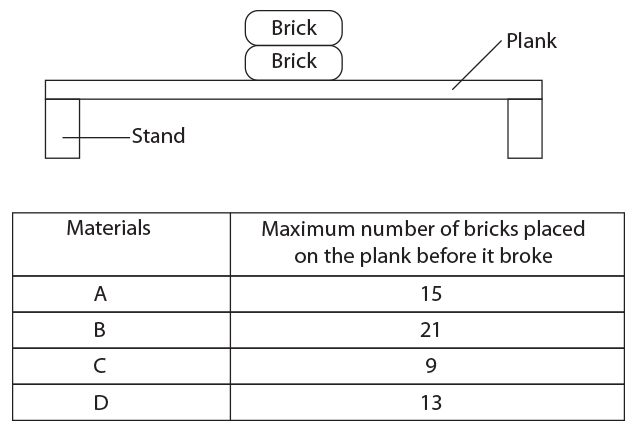 Brick
Brick
Plank
Stand
Materials
Maximum number of bricks placed
on the plank before it broke
A 15
B 21
C 9
D 13